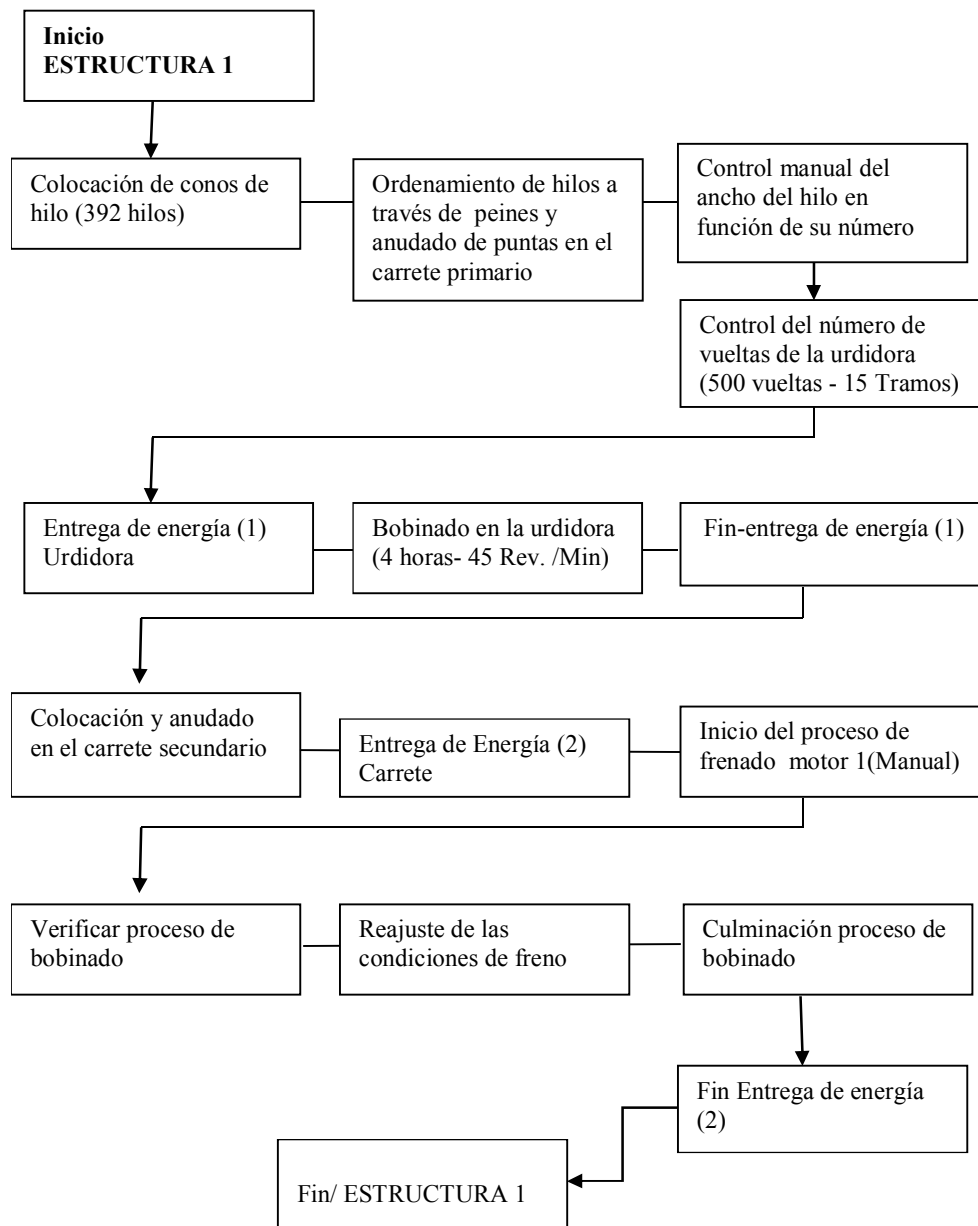 Inicio
ESTRUCTURA 1
Colocación de conos de
hilo (392 hilos)
Ordenamiento de hilos a
través de  peines y
anudado de puntas en el
carrete primario
Control manual del
ancho del hilo en
función de su número
Control del número de
vueltas de la urdidora
(500 vueltas - 15 Tramos)
Entrega de energía (1)
Urdidora
Bobinado en la urdidora
(4 horas- 45 Rev. /Min)
Fin-entrega de energía (1)
Colocación y anudado
en el carrete secundario
Entrega de Energía (2)
Carrete
Inicio del proceso de
frenado  motor 1(Manual)
Verificar proceso de
bobinado
Reajuste de las
condiciones de freno
Culminación proceso de
bobinado
Fin Entrega de energía
(2)
Fin/ ESTRUCTURA 1